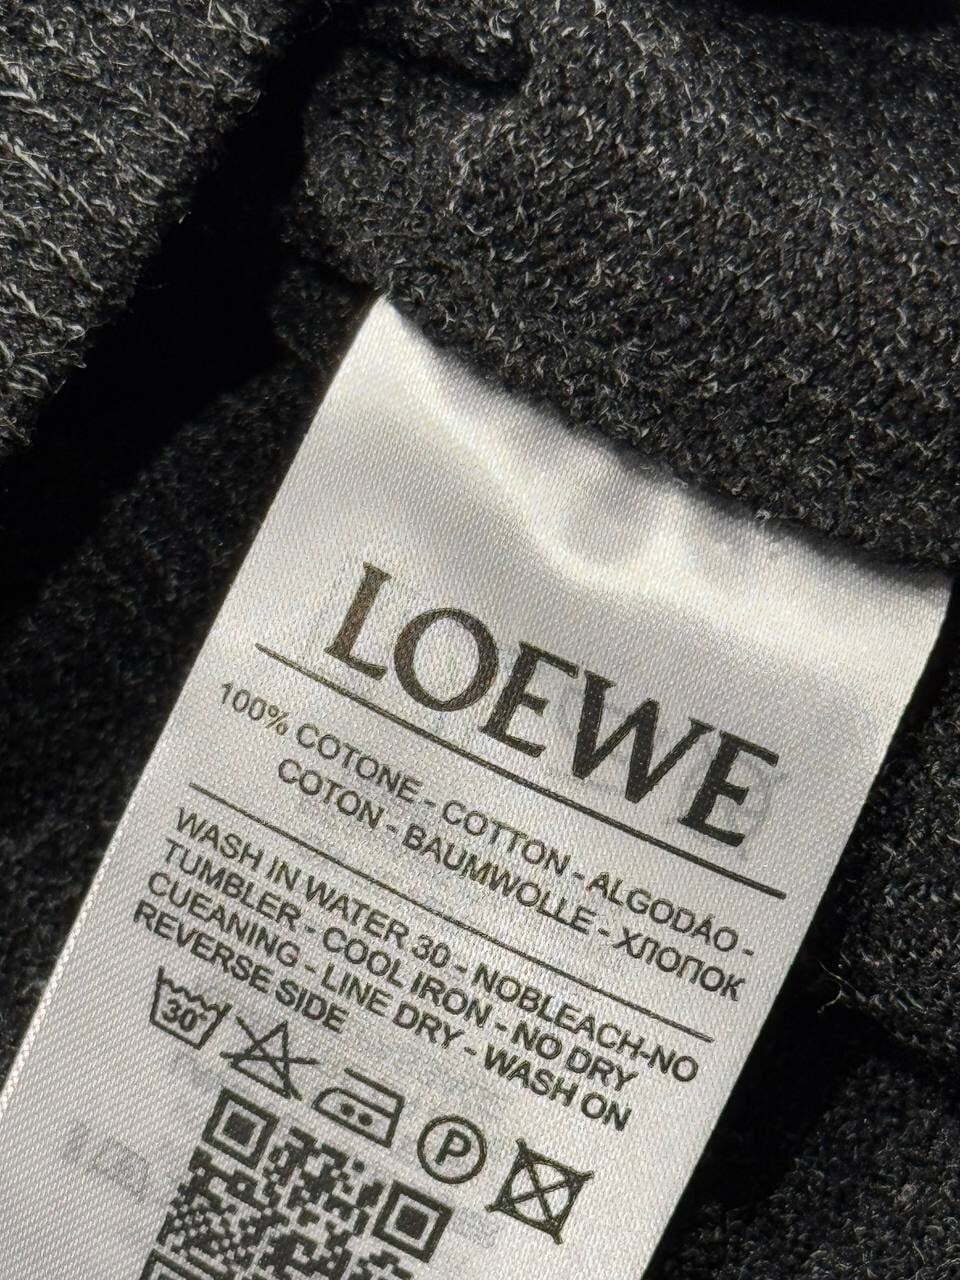 LOEWE
100% COTONE - COTTON - ALGODÁO -
COTON - BAUMWOLLE - ХЛОПОК
WASH IN WATER 30 - NOBLEACH-NO
TUMBLER - COOL IRON - NO DRY
CUEANING - LINE DRY - WASH ON
REVERSE SIDE
30°
P